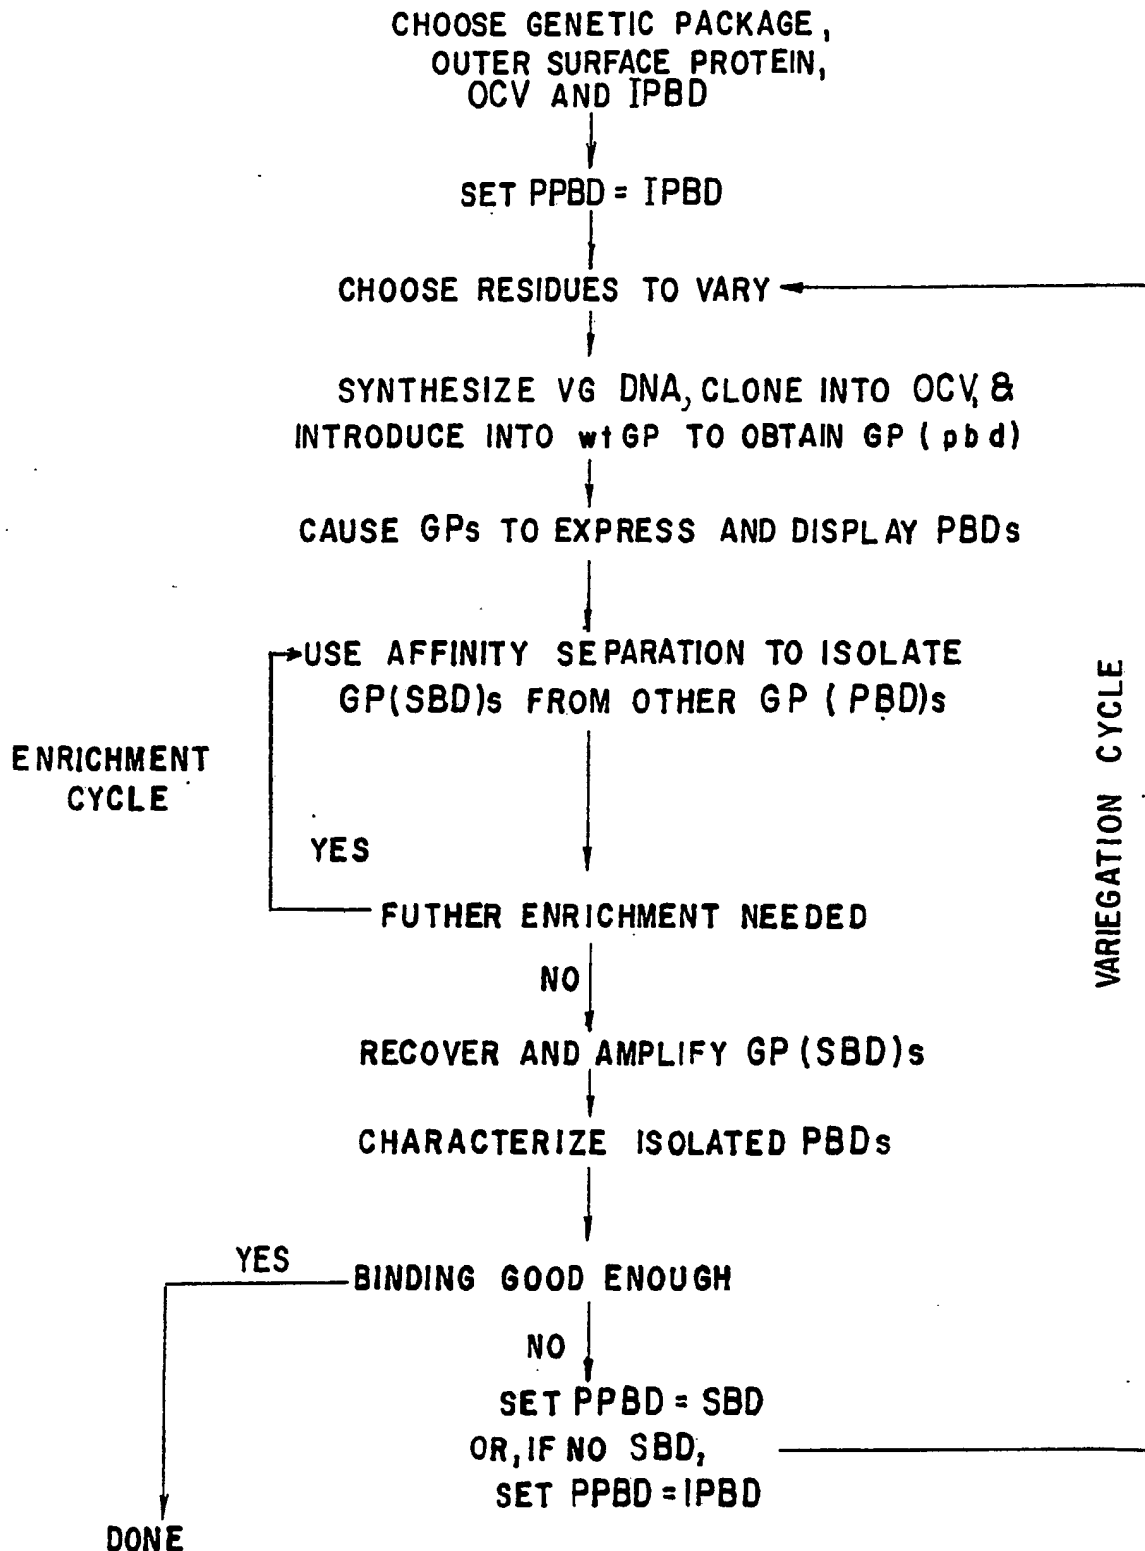 CHOOSE GENETIC PACKAGE,
OUTER SURFACE PROTEIN,
OCV AND IPBD
SET PPBD = IPBD
CHOOSE RESIDUES TO VARY
SYNTHESIZE VG DNA, CLONE INTO OCV, &
INTRODUCE INTO wtGP TO OBTAIN GP (pbd)
CAUSE GPs TO EXPRESS AND DISPLAY PBDs
USE AFFINITY SEPARATION TO ISOLATE
GP(SBD)s FROM OTHER GP (PBD)s
ENRICHMENT
CYCLE
VARIEGATION CYCLE
YES
FUTHER ENRICHMENT NEEDED
NO
RECOVER AND AMPLIFY GP(SBD)s
CHARACTERIZE ISOLATED PBDs
YES
BINDING GOOD ENOUGH
NO
SET PPBD = SBD
OR, IF NO SBD,
SET PPBD = IPBD
DONE